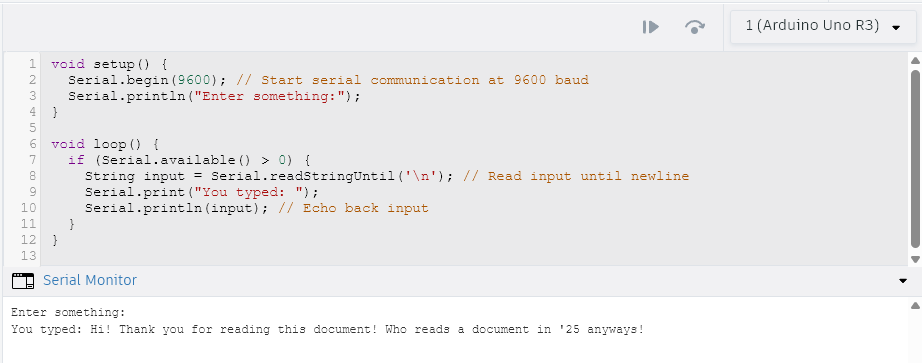 1 (Arduino Uno R3)
1 void setup() {
2   Serial.begin(9600); // Start serial communication at 9600 baud
3   Serial.println("Enter something:");
4 }
5
6 void loop() {
7   if (Serial.available() > 0) {
8     String input = Serial.readStringUntil('\n'); // Read input until newline
9     Serial.print("You typed: ");
10     Serial.println(input); // Echo back input
11   }
12 }
13
Serial Monitor
Enter something:
You typed: Hi! Thank you for reading this document! Who reads a document in '25 anyways!